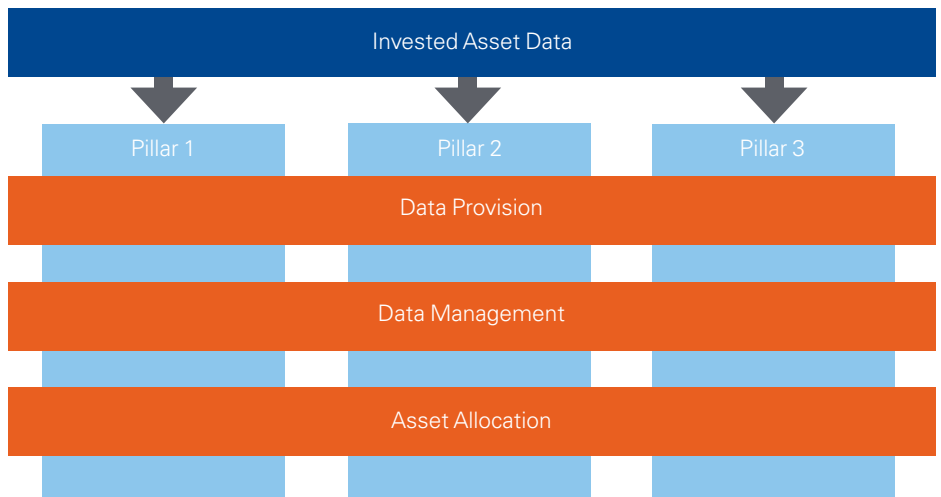 Invested Asset Data
Pillar 1
Pillar 2
Pillar 3
Data Provision
Data Management
Asset Allocation